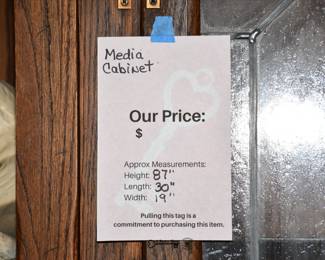 Media
Cabinet
Our Price:
$
Approx Measurements:
Height: 87"
Length: 30"
Width: 19"
Pulling this tag is a
commitment to purchasing this item.